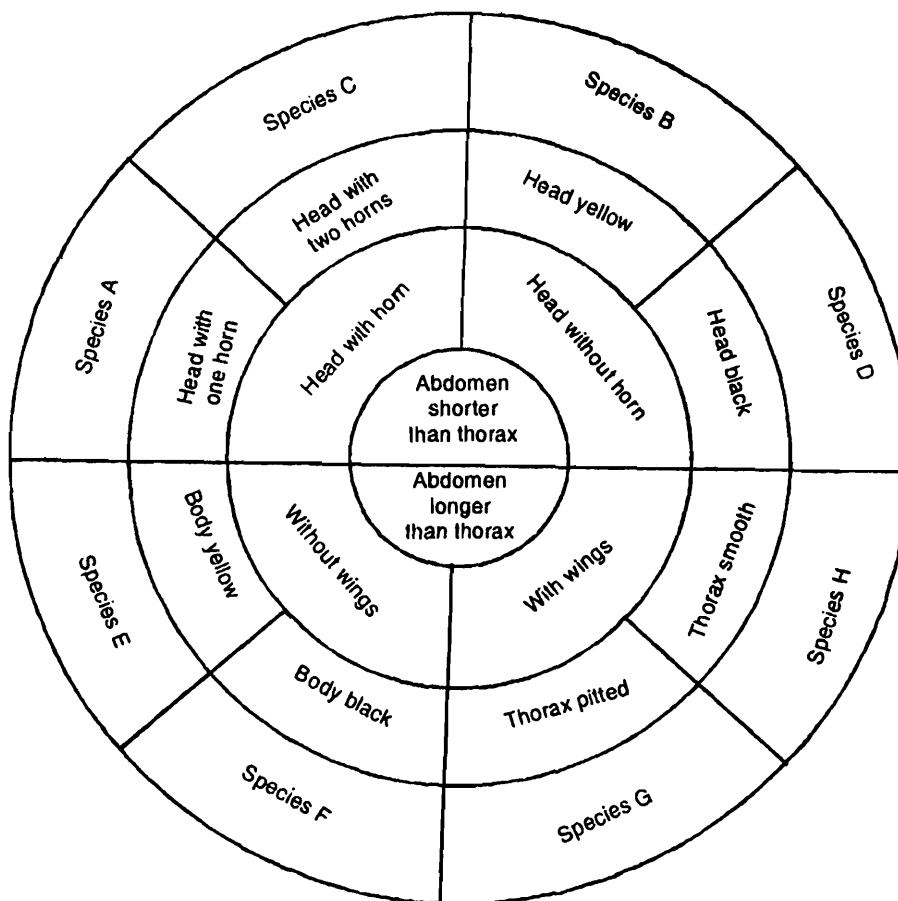 Species C
Species B
Head with
two horns
Head yellow
Species A
Species D
Head with
one horn
Head with horn
Head without horn
Head black
Abdomen
shorter
than thorax
Abdomen
longer
than thorax
Species E
Body yellow
Without wings
With wings
Thorax smooth
Species H
Body black
Thorax pitted
Species F
Species G